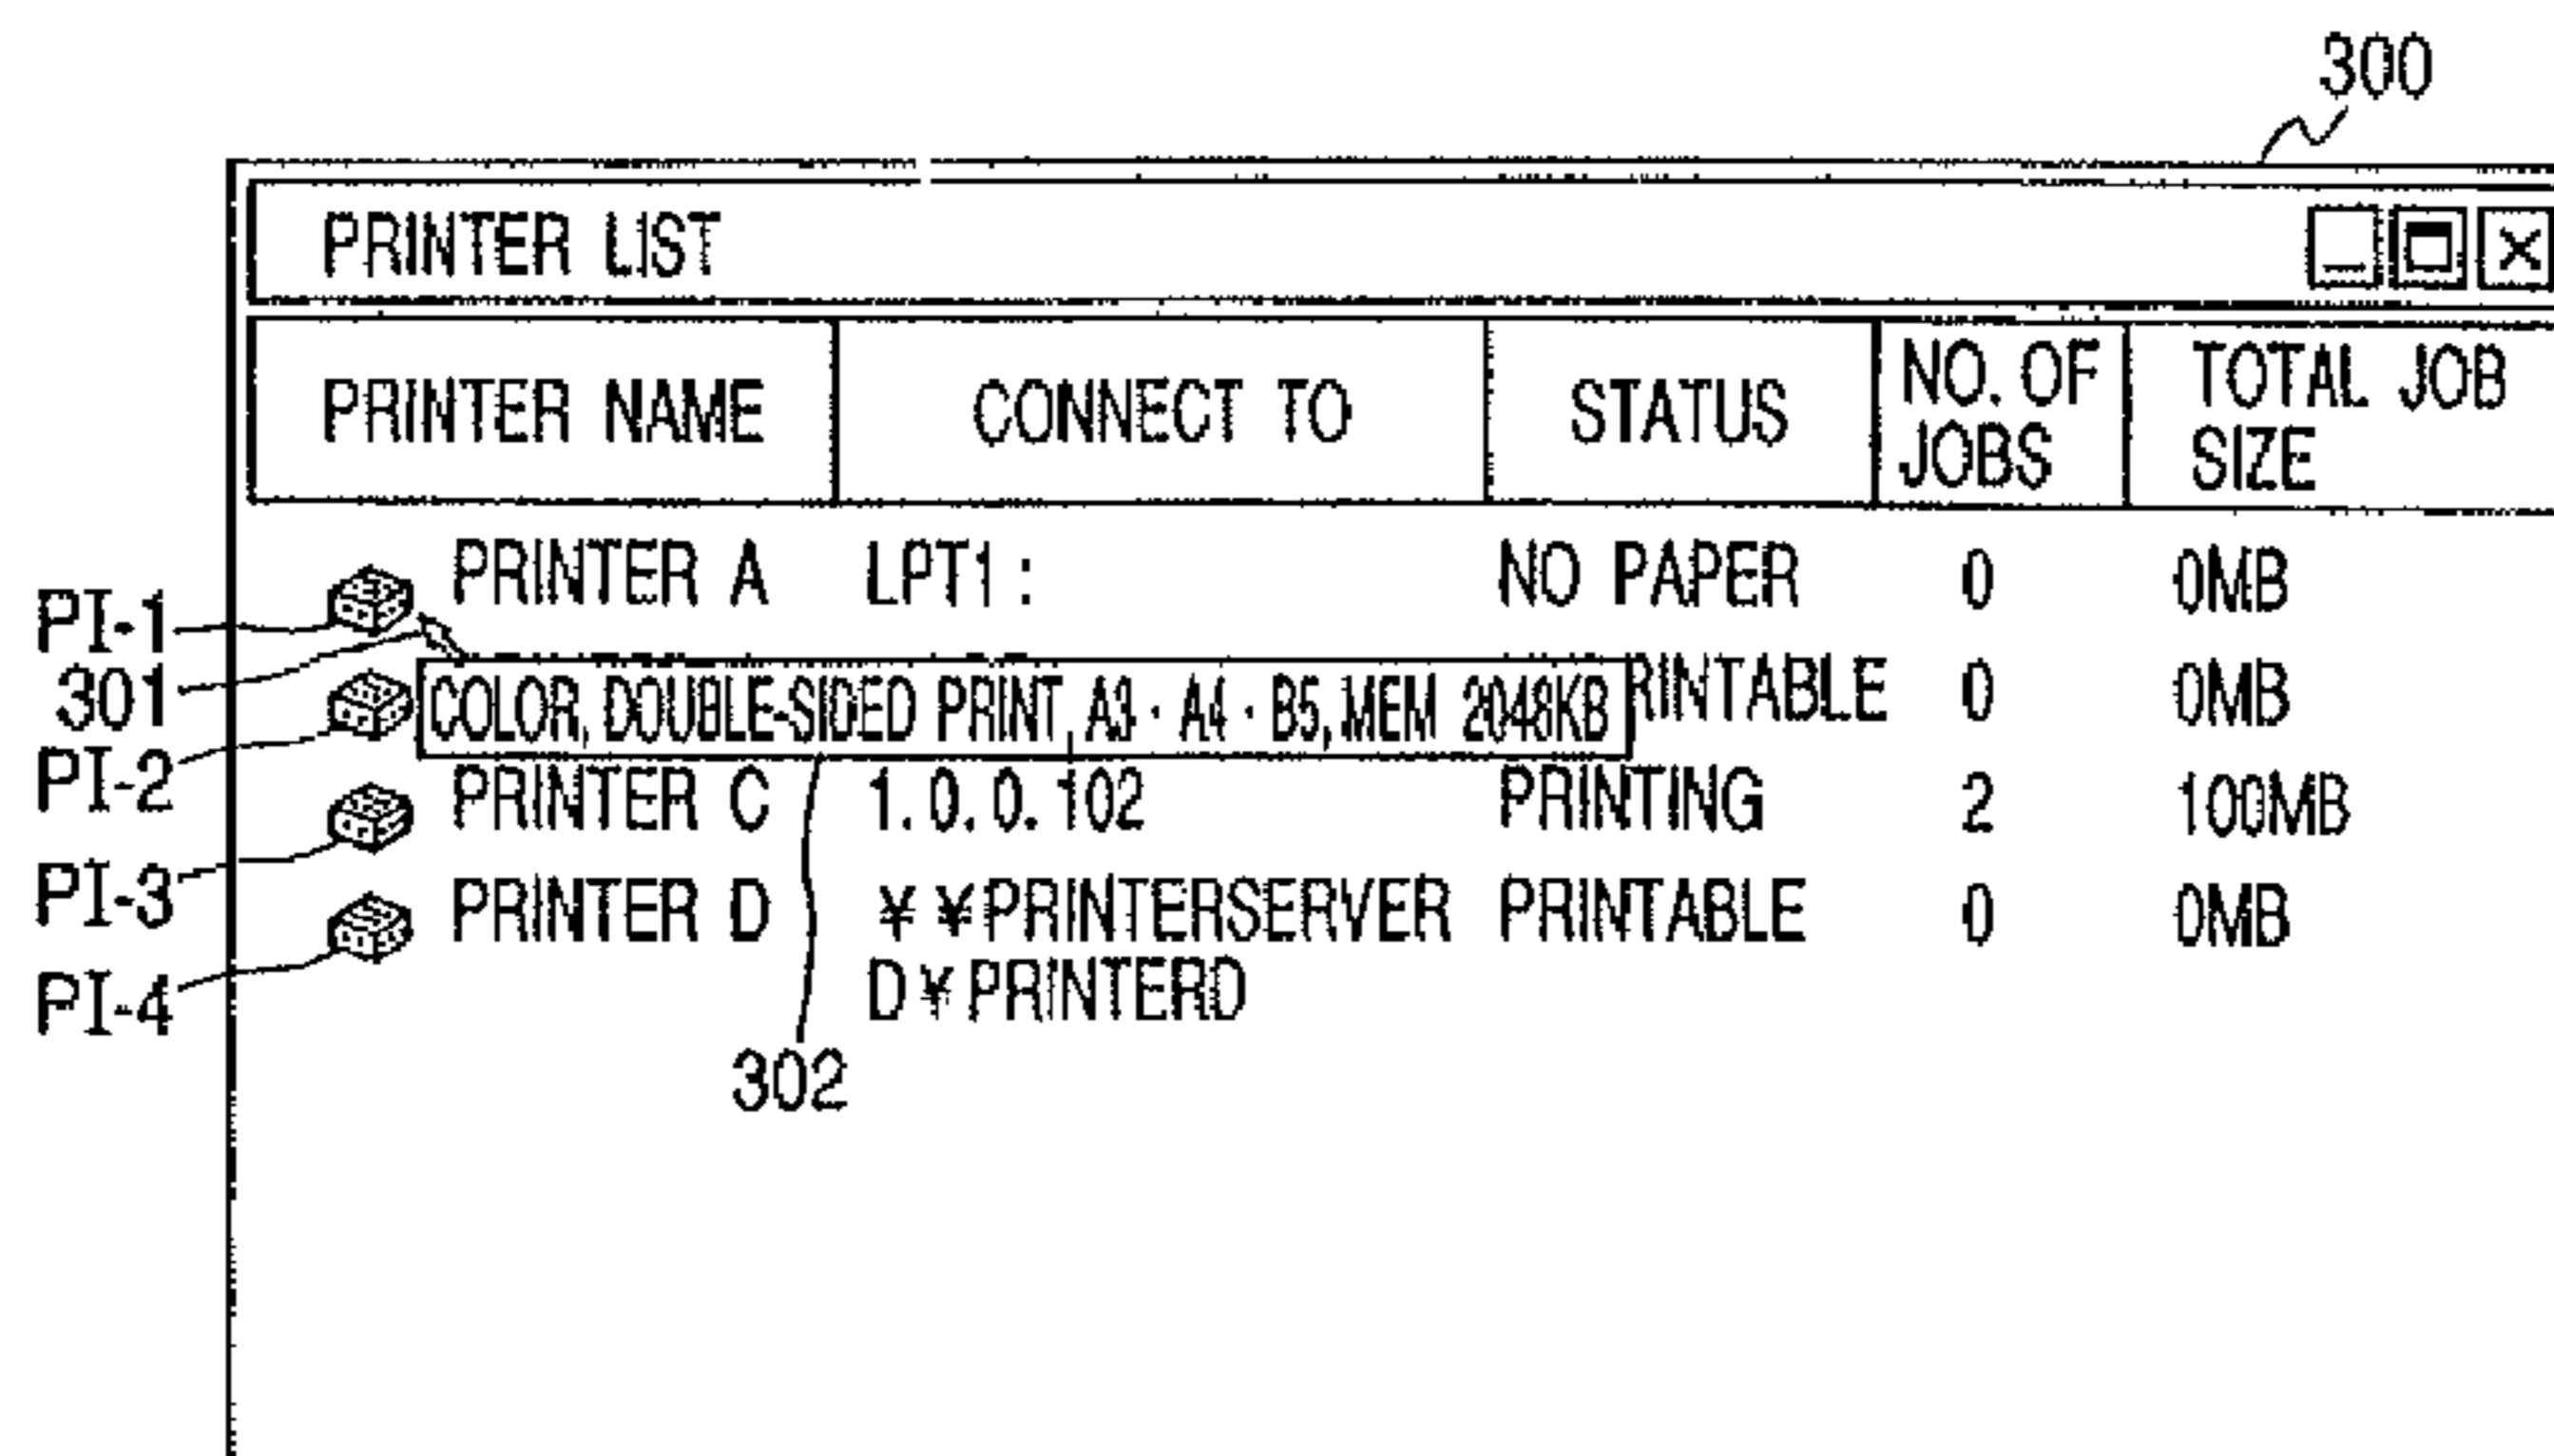 300
PRINTER LIST
PRINTER NAME CONNECT TO STATUS NO. OF JOBS TOTAL JOB SIZE
PI-1 PRINTER A LPT1: NO PAPER 0 0MB
301
PI-2 COLOR, DOUBLE-SIDED PRINT, A3・A4・B5, MEM 2048KB RINTABLE 0 0MB
PI-3 PRINTER C 1.0.0.102 PRINTING 2 100MB
PI-4 PRINTER D ¥¥PRINTERSERVER PRINTABLE 0 0MB
D¥PRINTERD
302